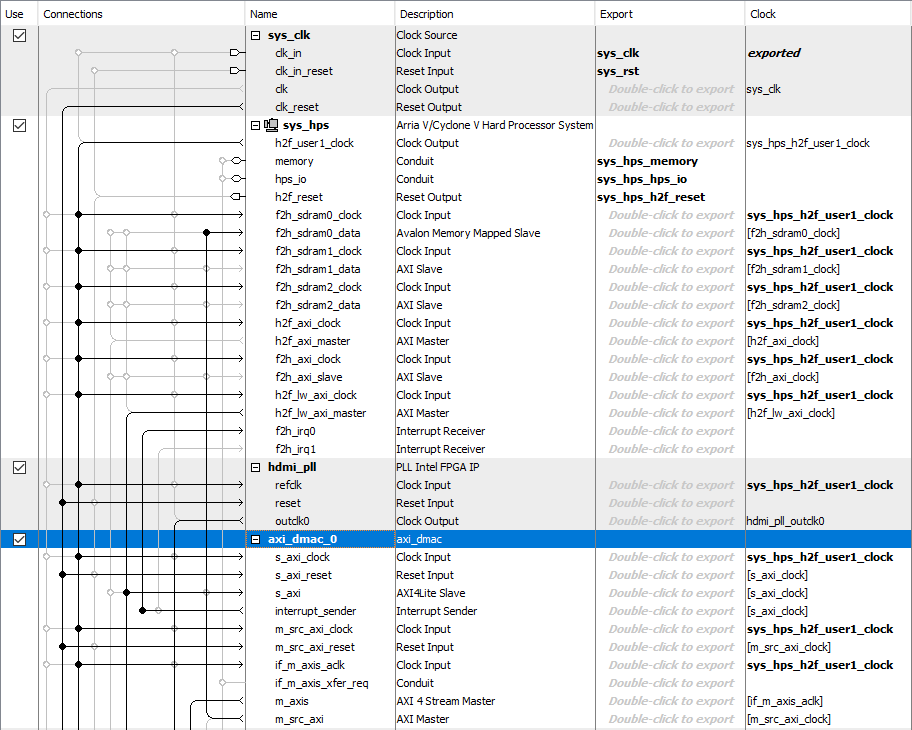 Use Connections Name Description Export Clock
sys_clk Clock Source
clk_in Clock Input sys_clk exported
clk_in_reset Reset Input sys_rst
clk Clock Output Double-click to export sys_clk
clk_reset Reset Output Double-click to export
sys_hps Arria V/Cyclone V Hard Processor System
h2f_user1_clock Clock Output Double-click to export sys_hps_h2f_user1_clock
memory Conduit sys_hps_memory
hps_io Conduit sys_hps_hps_io
h2f_reset Reset Output sys_hps_h2f_reset
f2h_sdram0_clock Clock Input Double-click to export sys_hps_h2f_user1_clock
f2h_sdram0_data Avalon Memory Mapped Slave Double-click to export [f2h_sdram0_clock]
f2h_sdram1_clock Clock Input Double-click to export sys_hps_h2f_user1_clock
f2h_sdram1_data AXI Slave Double-click to export [f2h_sdram1_clock]
f2h_sdram2_clock Clock Input Double-click to export sys_hps_h2f_user1_clock
f2h_sdram2_data AXI Slave Double-click to export [f2h_sdram2_clock]
h2f_axi_clock Clock Input Double-click to export sys_hps_h2f_user1_clock
h2f_axi_master AXI Master Double-click to export [h2f_axi_clock]
f2h_axi_clock Clock Input Double-click to export sys_hps_h2f_user1_clock
f2h_axi_slave AXI Slave Double-click to export [f2h_axi_clock]
h2f_lw_axi_clock Clock Input Double-click to export sys_hps_h2f_user1_clock
h2f_lw_axi_master AXI Master Double-click to export [h2f_lw_axi_clock]
f2h_irq0 Interrupt Receiver Double-click to export
f2h_irq1 Interrupt Receiver Double-click to export
hdmi_pll PLL Intel FPGA IP
refclk Clock Input Double-click to export sys_hps_h2f_user1_clock
reset Reset Input Double-click to export
outclk0 Clock Output Double-click to export hdmi_pll_outclk0
axi_dmac_0 axi_dmac
s_axi_clock Clock Input Double-click to export sys_hps_h2f_user1_clock
s_axi_reset Reset Input Double-click to export [s_axi_clock]
s_axi AXI4Lite Slave Double-click to export [s_axi_clock]
interrupt_sender Interrupt Sender Double-click to export [s_axi_clock]
m_src_axi_clock Clock Input Double-click to export sys_hps_h2f_user1_clock
m_src_axi_reset Reset Input Double-click to export [m_src_axi_clock]
if_m_axis_aclk Clock Input Double-click to export sys_hps_h2f_user1_clock
if_m_axis_xfer_req Conduit Double-click to export
m_axis AXI 4 Stream Master Double-click to export [if_m_axis_aclk]
m_src_axi AXI Master Double-click to export [m_src_axi_clock]